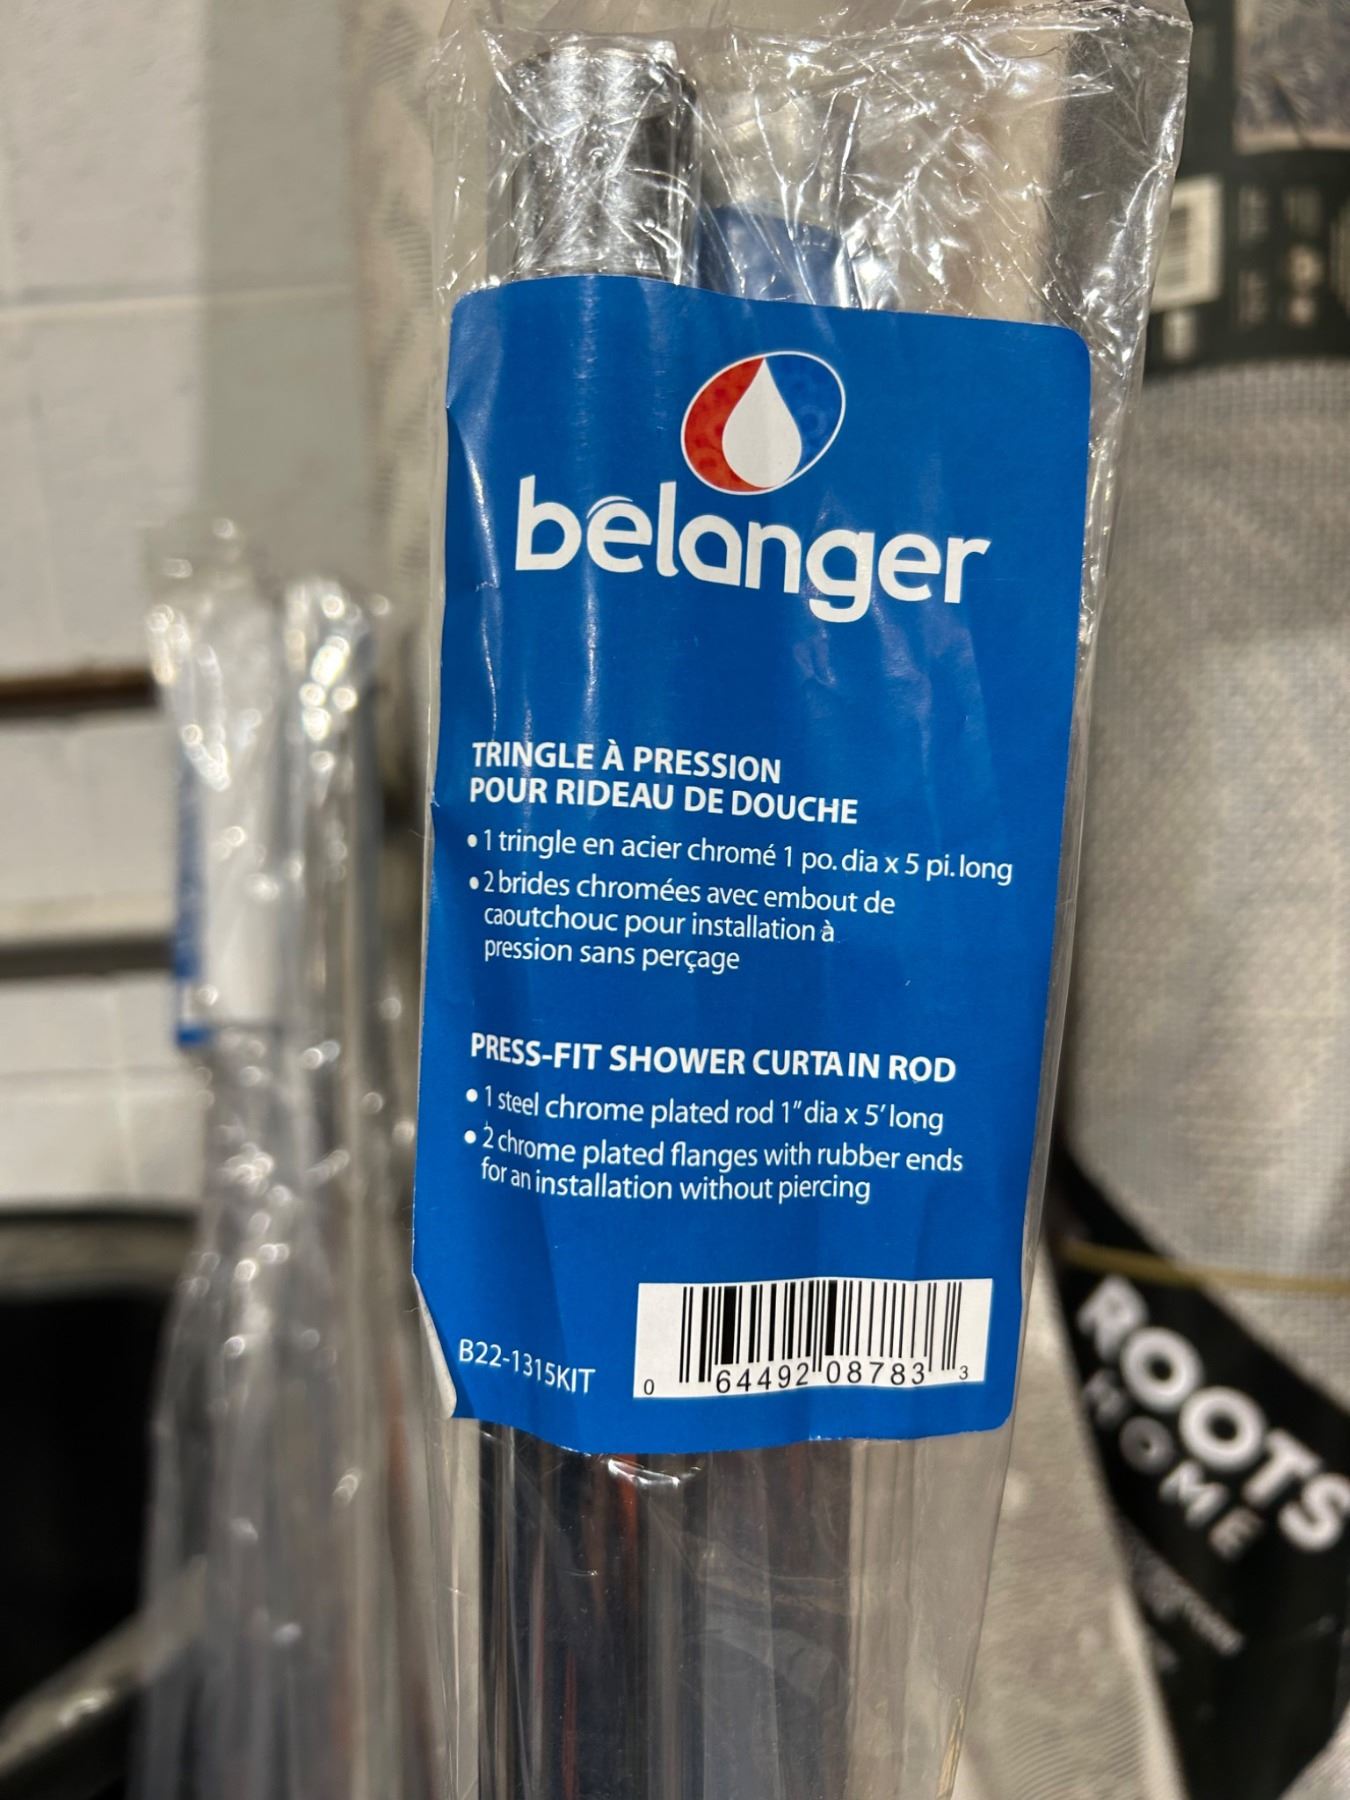 bélanger
TRINGLE À PRESSION
POUR RIDEAU DE DOUCHE
• 1 tringle en acier chromé 1 po. dia x 5 pi. long
• 2 brides chromées avec embout de
caoutchouc pour installation à
pression sans perçage
PRESS-FIT SHOWER CURTAIN ROD
• 1 steel chrome plated rod 1" dia x 5' long
• 2 chrome plated flanges with rubber ends
for an installation without piercing
B22-1315KIT
0 64492 08783 3
ROOTS
HOME